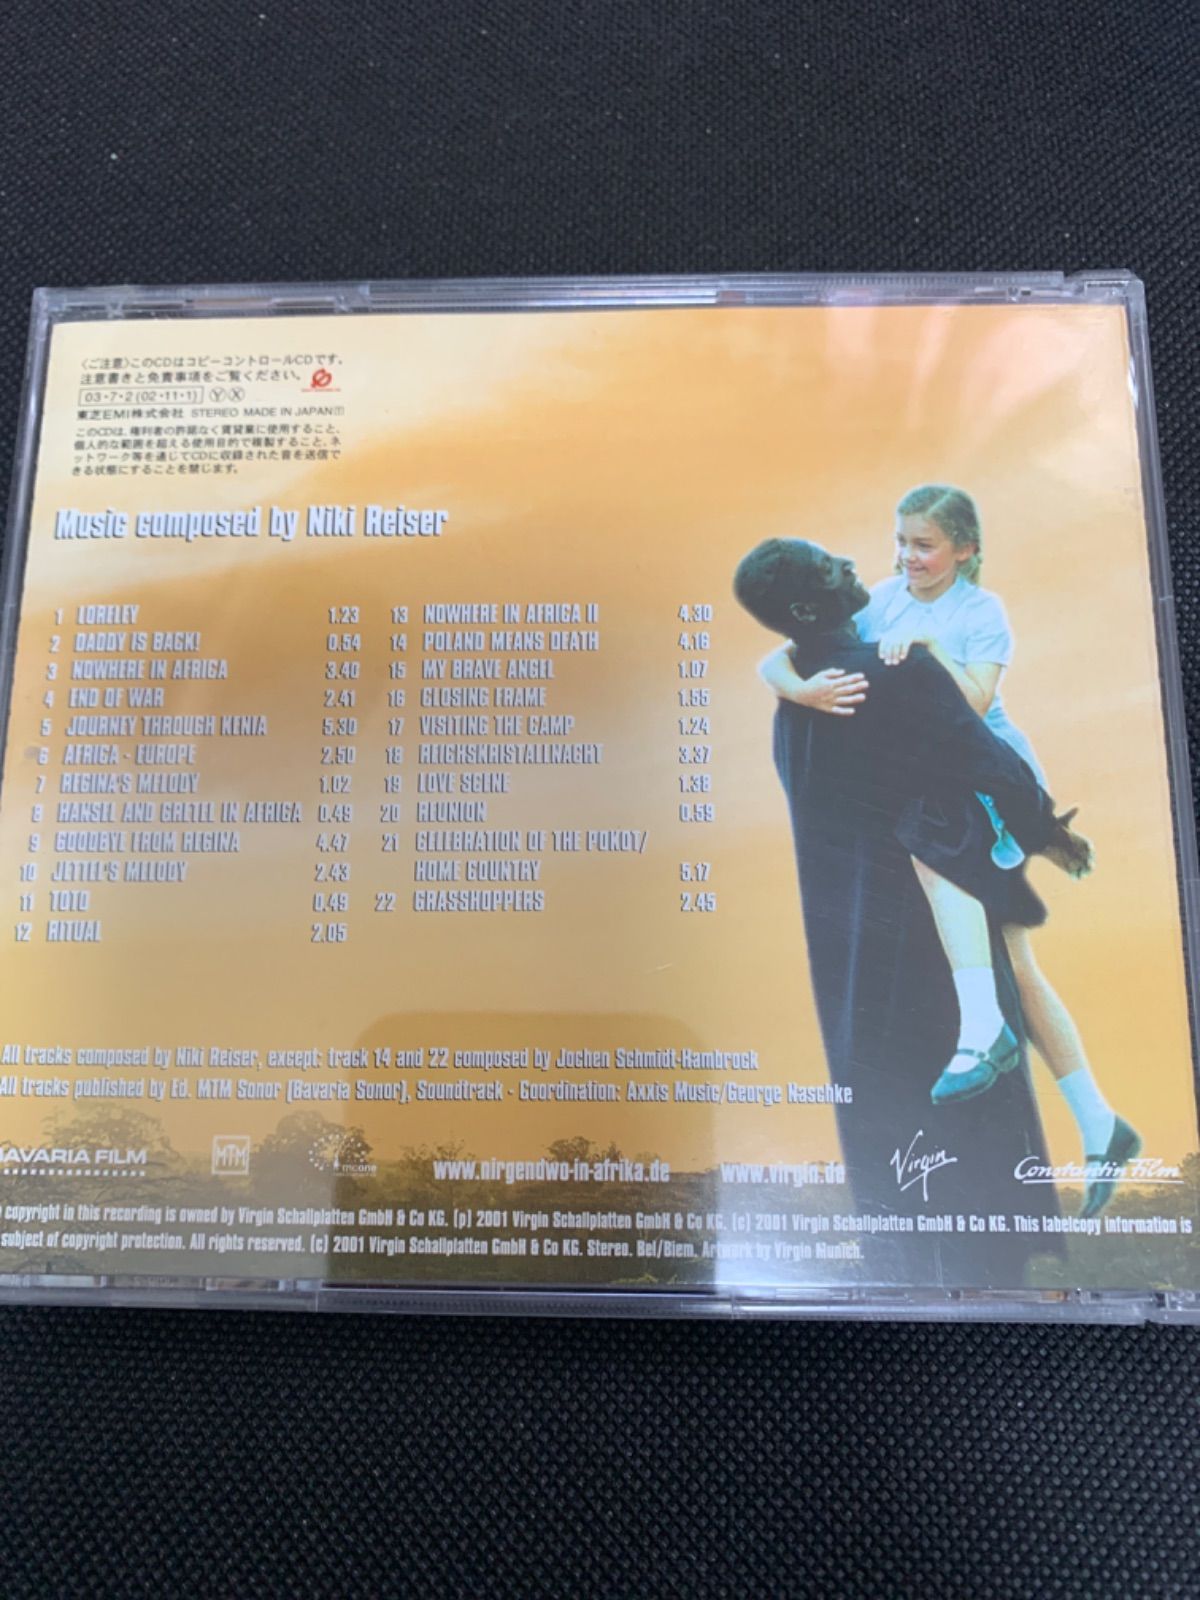 〈ご注意〉このCDはコピーコントロールCDです。
注意書きと免責事項をご覧ください。
03・7・2 (02・11・1) Ⓨ Ⓧ
東芝EMI株式会社 STEREO MADE IN JAPAN
このCDは、権利者の許諾なく賃貸業に使用すること、
個人的な範囲を超える使用目的で複製すること、ネ
ットワーク等を通じてCDに収録された音を送信で
きる状態にすることを禁じます。
Music composed by Niki Reiser
1 LORELEY 1.23
2 DADDY IS BACK! 0.54
3 NOWHERE IN AFRICA 3.40
4 END OF WAR 2.41
5 JOURNEY THROUGH KENIA 5.30
6 AFRICA - EUROPE 2.50
7 REGINA'S MELODY 1.02
8 HANSEL AND GRETEL IN AFRICA 0.49
9 GOODBYE FROM REGINA 4.47
10 JETTEL'S MELODY 2.43
11 TOTO 0.49
12 RITUAL 2.05
13 NOWHERE IN AFRICA II 4.30
14 POLAND MEANS DEATH 4.16
15 MY BRAVE ANGEL 1.07
16 CLOSING FRAME 1.55
17 VISITING THE CAMP 1.24
18 REICHSKRISTALLNACHT 3.37
19 LOVE SCENE 1.38
20 REUNION 0.59
21 CELEBRATION OF THE POKOT/
HOME COUNTRY 5.17
22 GRASSHOPPERS 2.45
All tracks composed by Niki Reiser, except: track 14 and 22 composed by Jochen Schmidt-Hambrock
All tracks published by Ed. MTM Sonor (Bavaria Sonor), Soundtrack - Coordination: Axxis Music/George Naschke
BAVARIA FILM
MTM
mcone
www.nirgendwo-in-afrika.de
www.virgin.de
Virgin
Constantin Film
copyright in this recording is owned by Virgin Schallplatten GmbH & Co KG. (p) 2001 Virgin Schallplatten GmbH & Co KG. (c) 2001 Virgin Schallplatten GmbH & Co KG. This labelcopy information is
subject of copyright protection. All rights reserved. (c) 2001 Virgin Schallplatten GmbH & Co KG. Stereo. Bel/Biem. Artwork by Virgin Munich.